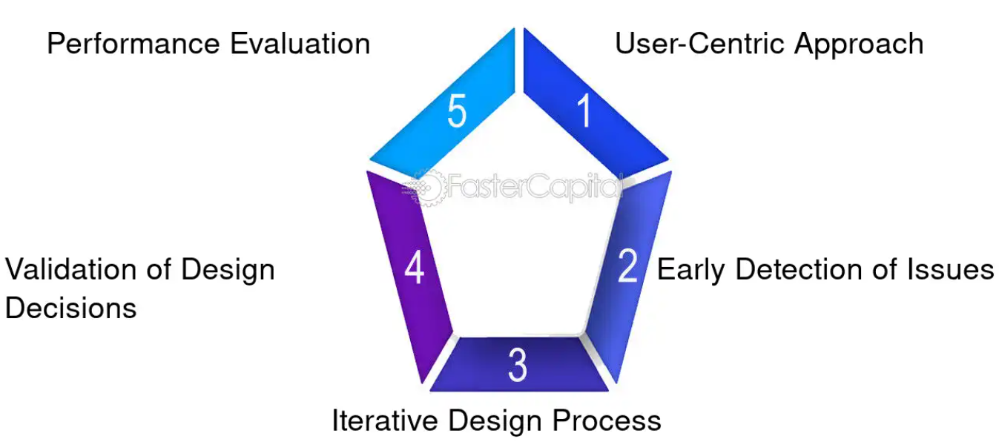 Performance Evaluation
User-Centric Approach
5
1
FasterCapital
4
2
Validation of Design
Decisions
Early Detection of Issues
3
Iterative Design Process